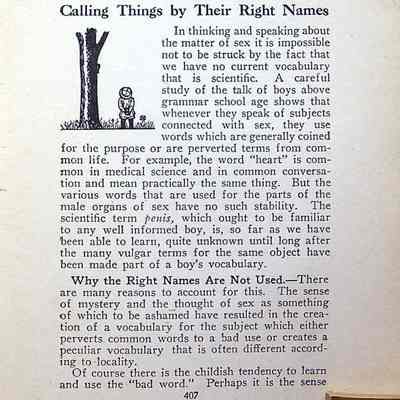 Calling Things by Their Right Names
In thinking and speaking about
the matter of sex it is impossible
not to be struck by the fact that
we have no current vocabulary
that is scientific. A careful
study of the talk of boys above
grammar school age shows that
whenever they speak of subjects
connected with sex, they use
words which are generally coined
for the purpose or are perverted terms from com-
mon life. For example, the word "heart" is com-
mon in medical science and in common conversa-
tion and mean practically the same thing. But the
various words that are used for the parts of the
male organs of sex have no such stability. The
scientific term penis, which ought to be familiar
to any well informed boy, is, so far as we have
been able to learn, quite unknown until long after
the many vulgar terms for the same object have
been made part of a boy's vocabulary.
Why the Right Names Are Not Used.—There
are many reasons to account for this. The sense
of mystery and the thought of sex as something
of which to be ashamed have resulted in the crea-
tion of a vocabulary for the subject which either
perverts common words to a bad use or creates a
peculiar vocabulary that is often different accord-
ing to locality.
Of course there is the childish tendency to learn
and use the "bad word." Perhaps it is the sense
407